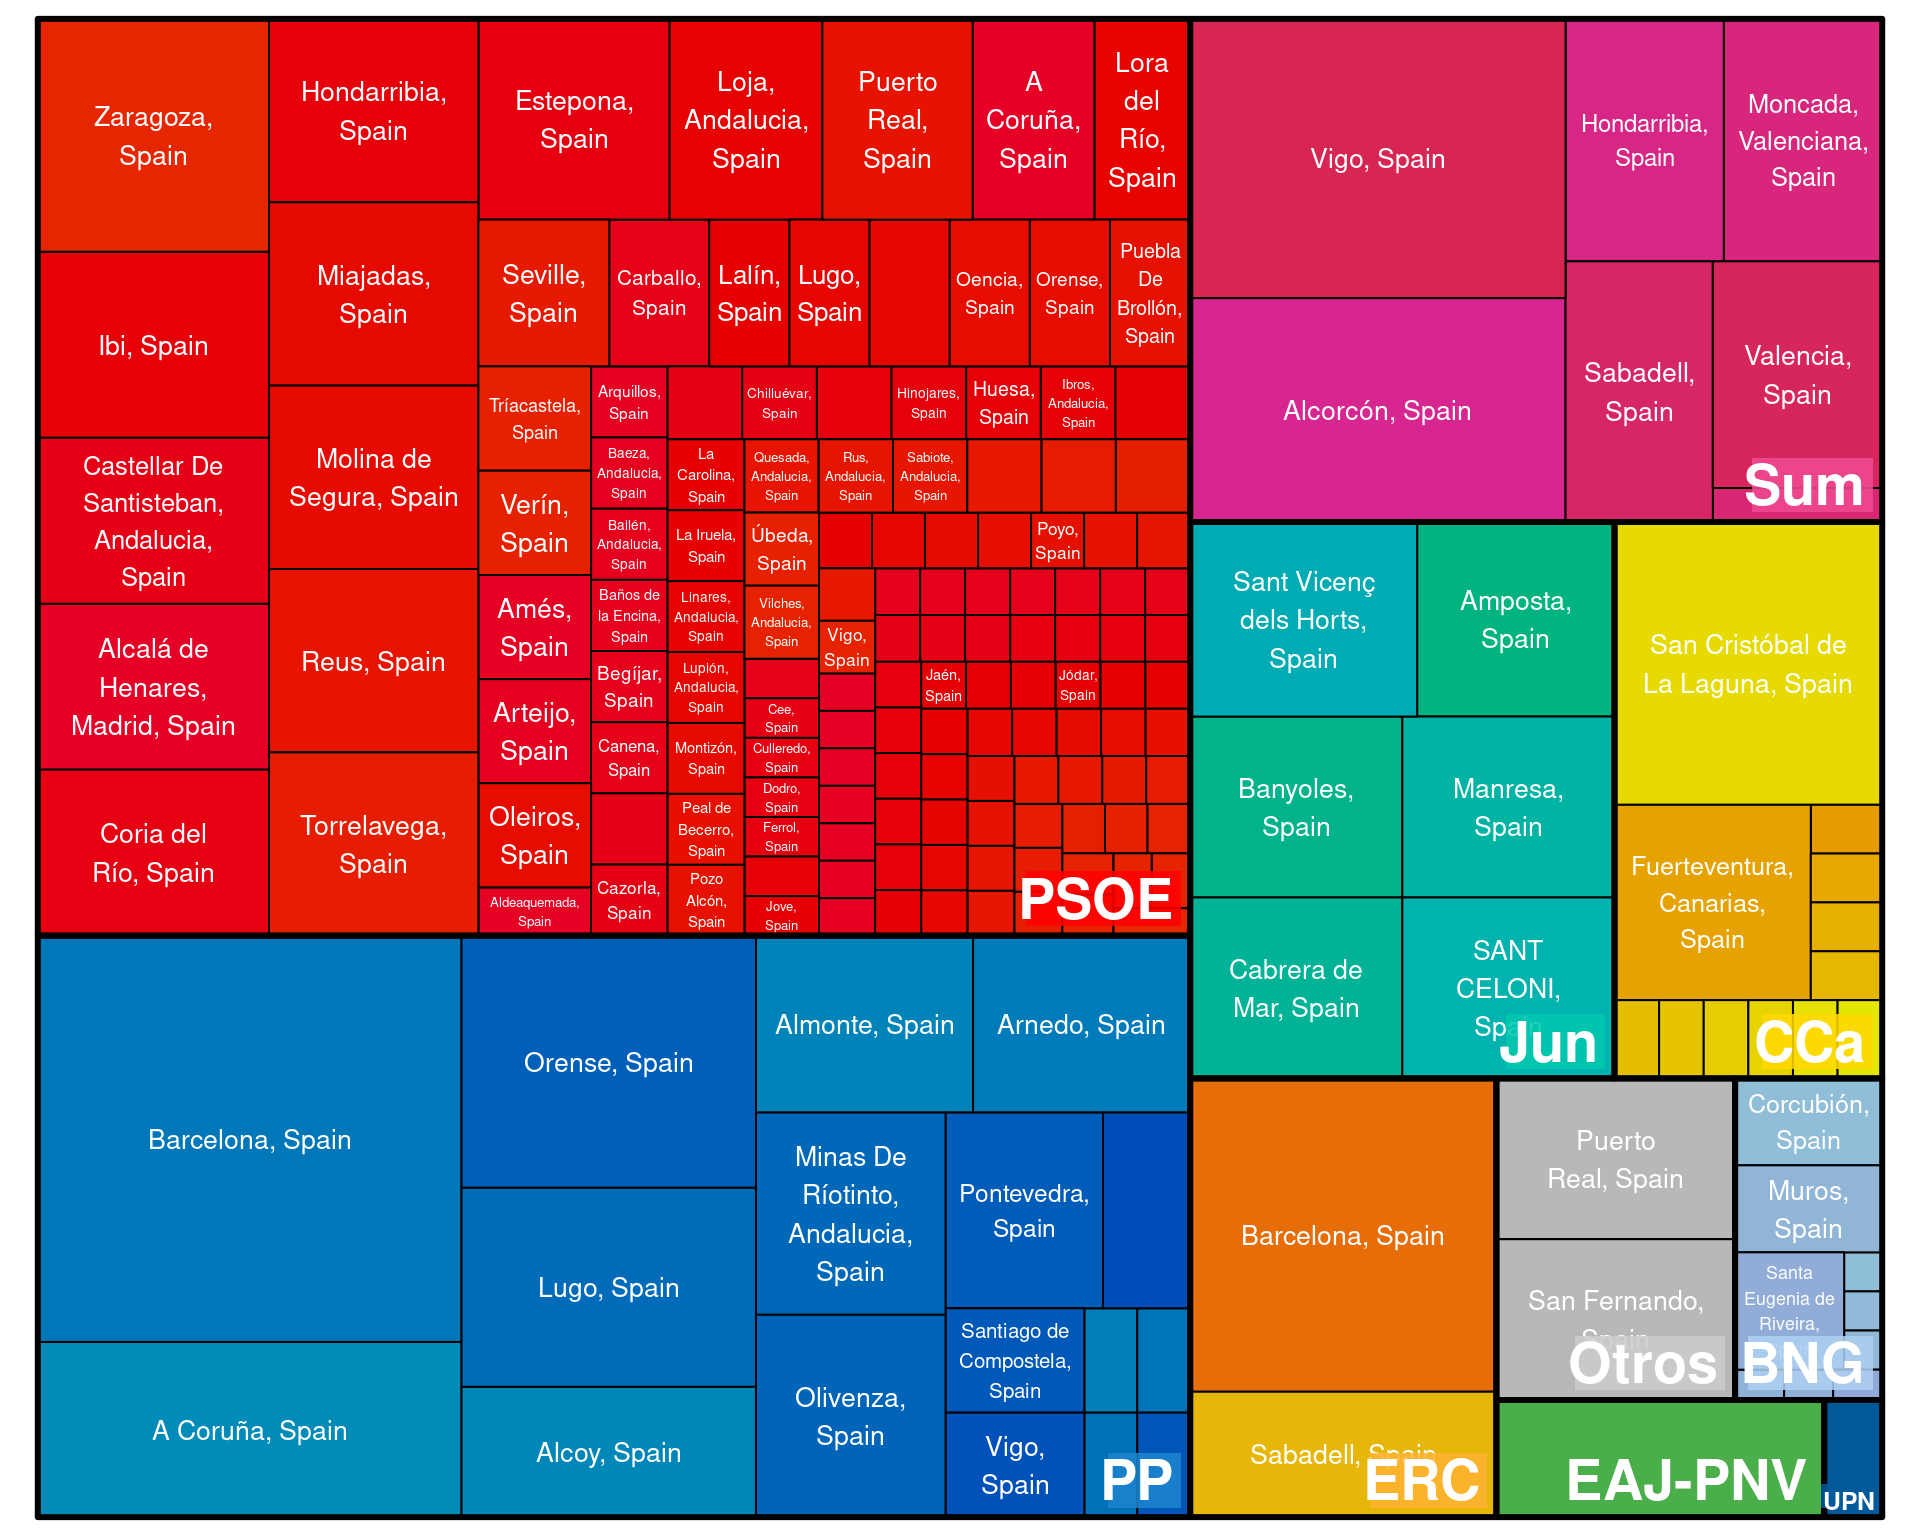 Zaragoza,
Spain
Ibi, Spain
Castellar De
Santisteban,
Andalucia,
Spain
Alcalá de
Henares,
Madrid, Spain
Coria del
Río, Spain
Hondarribia,
Spain
Miajadas,
Spain
Molina de
Segura, Spain
Reus, Spain
Torrelavega,
Spain
Estepona,
Spain
Loja,
Andalucia,
Spain
Puerto
Real,
Spain
A
Coruña,
Spain
Lora
del
Río,
Spain
Seville,
Spain
Carballo,
Spain
Lalín,
Spain
Lugo,
Spain
Oencia,
Spain
Orense,
Spain
Puebla
De
Brollón,
Spain
Tríacastela,
Spain
Verín,
Spain
Amés,
Spain
Arteijo,
Spain
Oleiros,
Spain
Aldeaquemada,
Spain
Arquillos,
Spain
Baeza,
Andalucia,
Spain
Bailén,
Andalucia,
Spain
Baños de
la Encina,
Spain
Begíjar,
Spain
Canena,
Spain
Cazorla,
Spain
Chilluévar,
Spain
Hinojares,
Spain
Huesa,
Spain
Ibros,
Andalucia,
Spain
La
Carolina,
Spain
La Iruela,
Spain
Linares,
Andalucia,
Spain
Lupión,
Andalucia,
Spain
Montizón,
Spain
Peal de
Becerro,
Spain
Pozo
Alcón,
Spain
Quesada,
Andalucia,
Spain
Rus,
Andalucia,
Spain
Sabiote,
Andalucia,
Spain
Úbeda,
Spain
Vilches,
Andalucia,
Spain
Cee,
Spain
Culleredo,
Spain
Dodro,
Spain
Ferrol,
Spain
Jove,
Spain
Poyo,
Spain
Vigo,
Spain
Jaén,
Spain
Jódar,
Spain
PSOE
Barcelona, Spain
A Coruña, Spain
Orense, Spain
Lugo, Spain
Alcoy, Spain
Almonte, Spain
Arnedo, Spain
Minas De
Ríotinto,
Andalucia,
Spain
Olivenza,
Spain
Pontevedra,
Spain
Santiago de
Compostela,
Spain
Vigo,
Spain
PP
Vigo, Spain
Alcorcón, Spain
Hondarribia,
Spain
Moncada,
Valenciana,
Spain
Sabadell,
Spain
Valencia,
Spain
Sum
Sant Vicenç
dels Horts,
Spain
Amposta,
Spain
Banyoles,
Spain
Manresa,
Spain
Cabrera de
Mar, Spain
SANT
CELONI,
Spain
Jun
San Cristóbal de
La Laguna, Spain
Fuerteventura,
Canarias,
Spain
CCa
Barcelona, Spain
Sabadell, Spain
ERC
Puerto
Real, Spain
San Fernando,
Spain
Otros
Corcubión,
Spain
Muros,
Spain
Santa
Eugenia de
Riveira,
BNG
EAJ-PNV
UPN